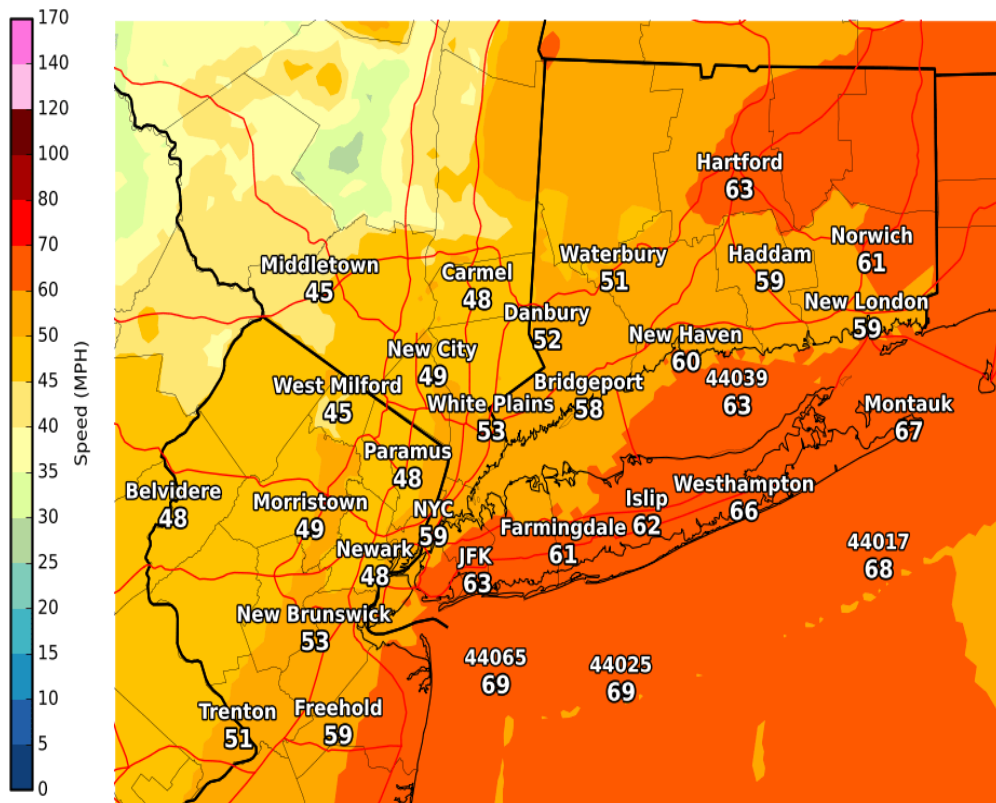 170
140
120
100
80
70
60
50
45
40
35
30
25
20
15
10
5
0
Speed (MPH)
Hartford
63
Norwich
61
Waterbury
51
Haddam
59
Middletown
45
Carmel
48
Danbury
52
New London
59
New Haven
60
New City
49
44039
63
West Milford
45
Bridgeport
58
White Plains
53
Montauk
67
Paramus
48
Belvidere
48
Morristown
49
NYC
59
Westhampton
66
Islip
62
Farmingdale
61
Newark
48
JFK
63
44017
68
New Brunswick
53
44065
69
44025
69
Trenton
51
Freehold
59